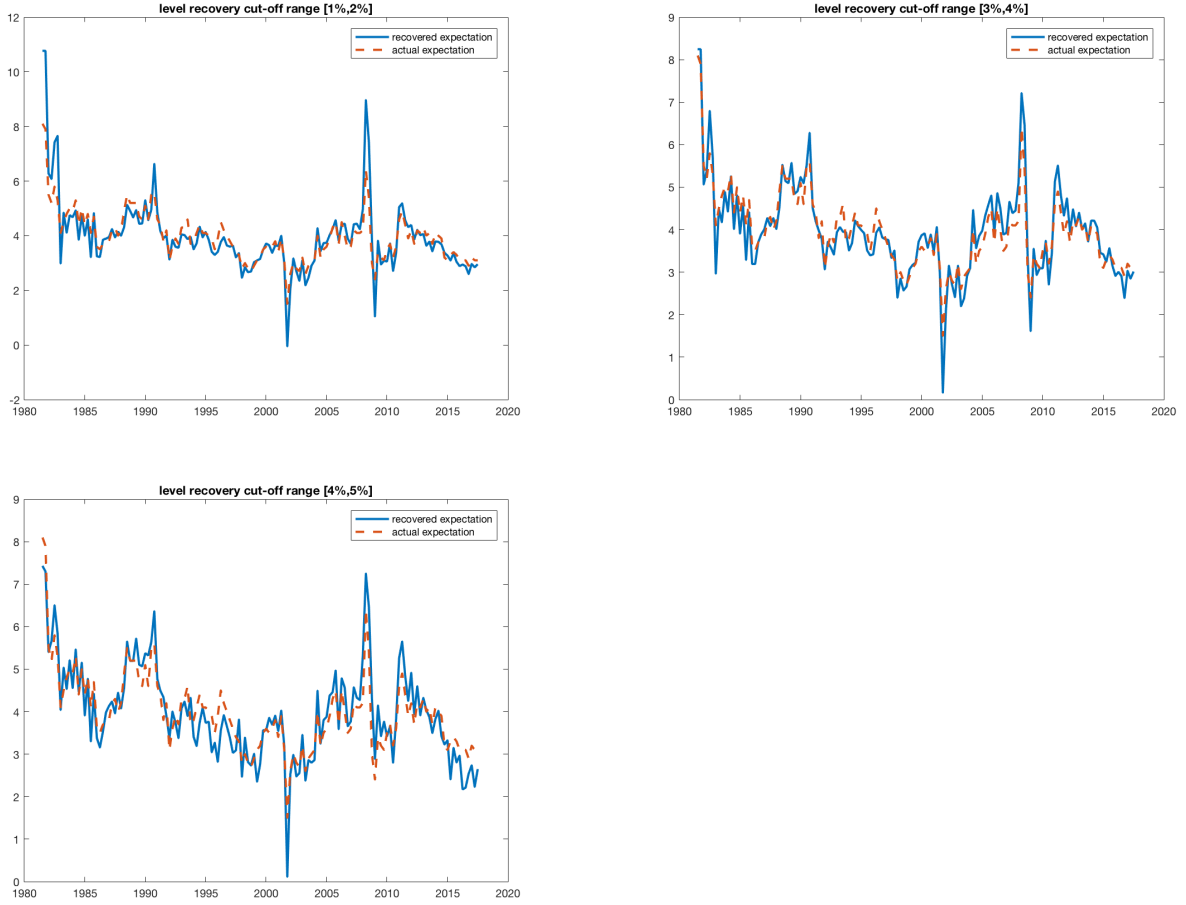 level recovery cut-off range [1%,2%]
12
10
8
6
4
2
0
-2
1980 1985 1990 1995 2000 2005 2010 2015 2020
recovered expectation
actual expectation
level recovery cut-off range [3%,4%]
9
8
7
6
5
4
3
2
1
0
1980 1985 1990 1995 2000 2005 2010 2015 2020
recovered expectation
actual expectation
level recovery cut-off range [4%,5%]
9
8
7
6
5
4
3
2
1
0
1980 1985 1990 1995 2000 2005 2010 2015 2020
recovered expectation
actual expectation